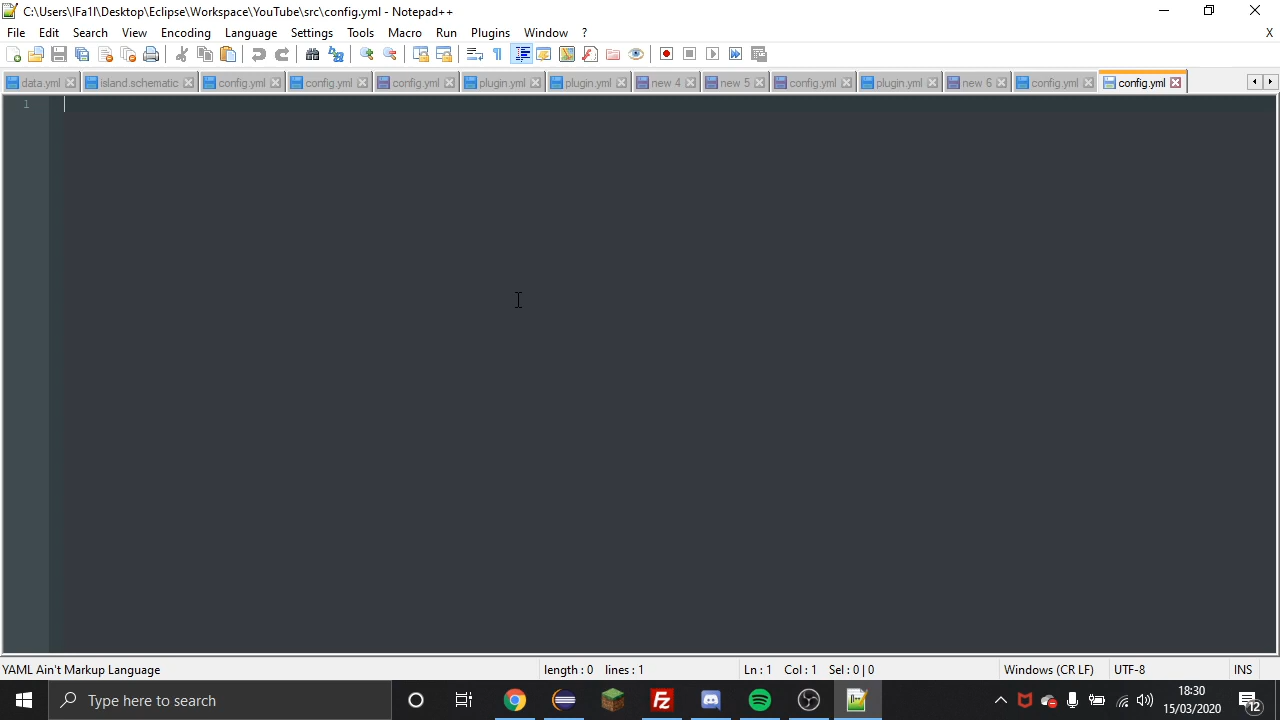 C:\Users\IFa1l\Desktop\Eclipse\Workspace\YouTube\src\config.yml - Notepad++
File Edit Search View Encoding Language Settings Tools Macro Run Plugins Window ? X
data.yml island.schematic config.yml config.yml config.yml plugin.yml plugin.yml new 4 new 5 config.yml plugin.yml new 6 config.yml config.yml
1
YAML Ain't Markup Language length : 0 lines : 1 Ln : 1 Col : 1 Sel : 0 | 0 Windows (CR LF) UTF-8 INS
Type here to search
18:30
15/03/2020
12